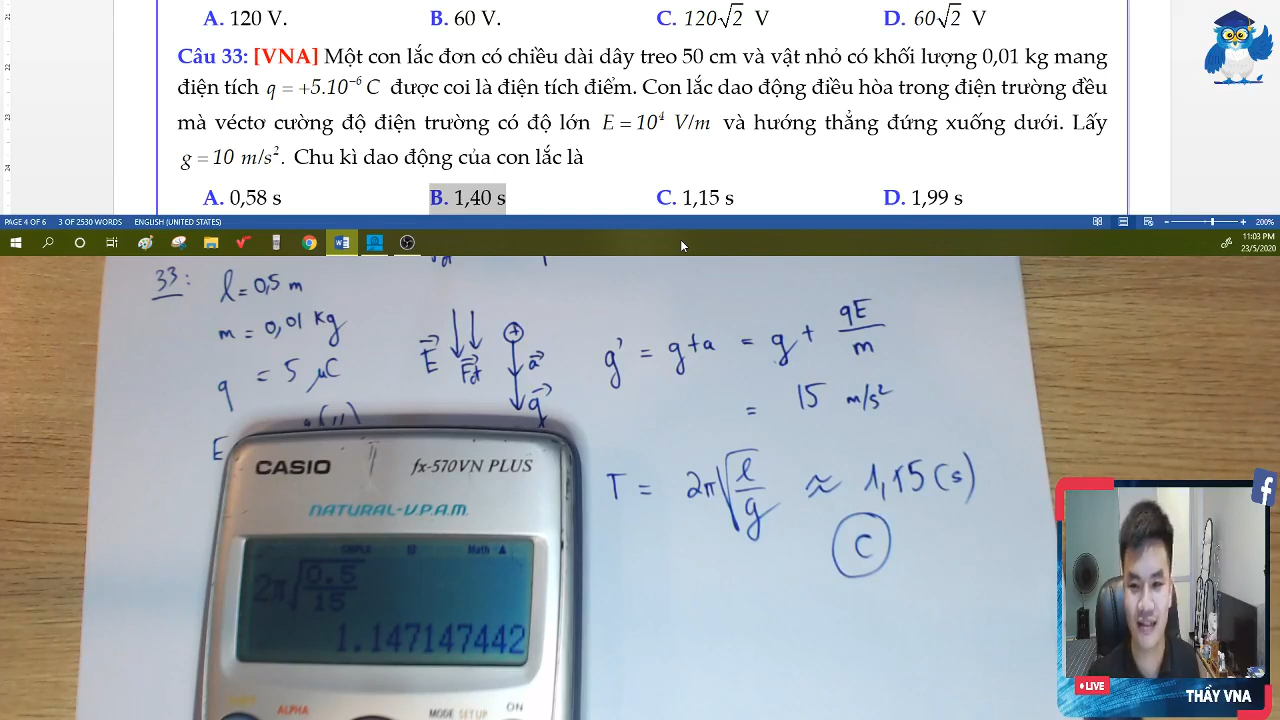 A. 120 V.
B. 60 V.
C. 120√2 V
D. 60√2 V
Câu 33: [VNA] Một con lắc đơn có chiều dài dây treo 50 cm và vật nhỏ có khối lượng 0,01 kg mang
điện tích q = +5.10⁻⁶ C được coi là điện tích điểm. Con lắc dao động điều hòa trong điện trường đều
mà véctơ cường độ điện trường có độ lớn E = 10⁴ V/m và hướng thẳng đứng xuống dưới. Lấy
g = 10 m/s². Chu kì dao động của con lắc là
A. 0,58 s
B. 1,40 s
C. 1,15 s
D. 1,99 s
PAGE 4 OF 6 3 OF 2530 WORDS ENGLISH (UNITED STATES)
200%
11:03 PM
23/5/2020
33:
l = 0,5 m
m = 0,01 kg
q = 5 μC
E
E⃗ F⃗đ
+
a⃗
g⃗
g' = g+a = g + qE/m
= 15 m/s²
T = 2π√(l/g) ≈ 1,15 (s)
C
CASIO fx-570VN PLUS
NATURAL-V.P.A.M.
CMPLX Math ▲
2π√(0.5/15)
1.147147442
ALPHA
MODE SETUP
ON
f
LIVE
THẦY VNA